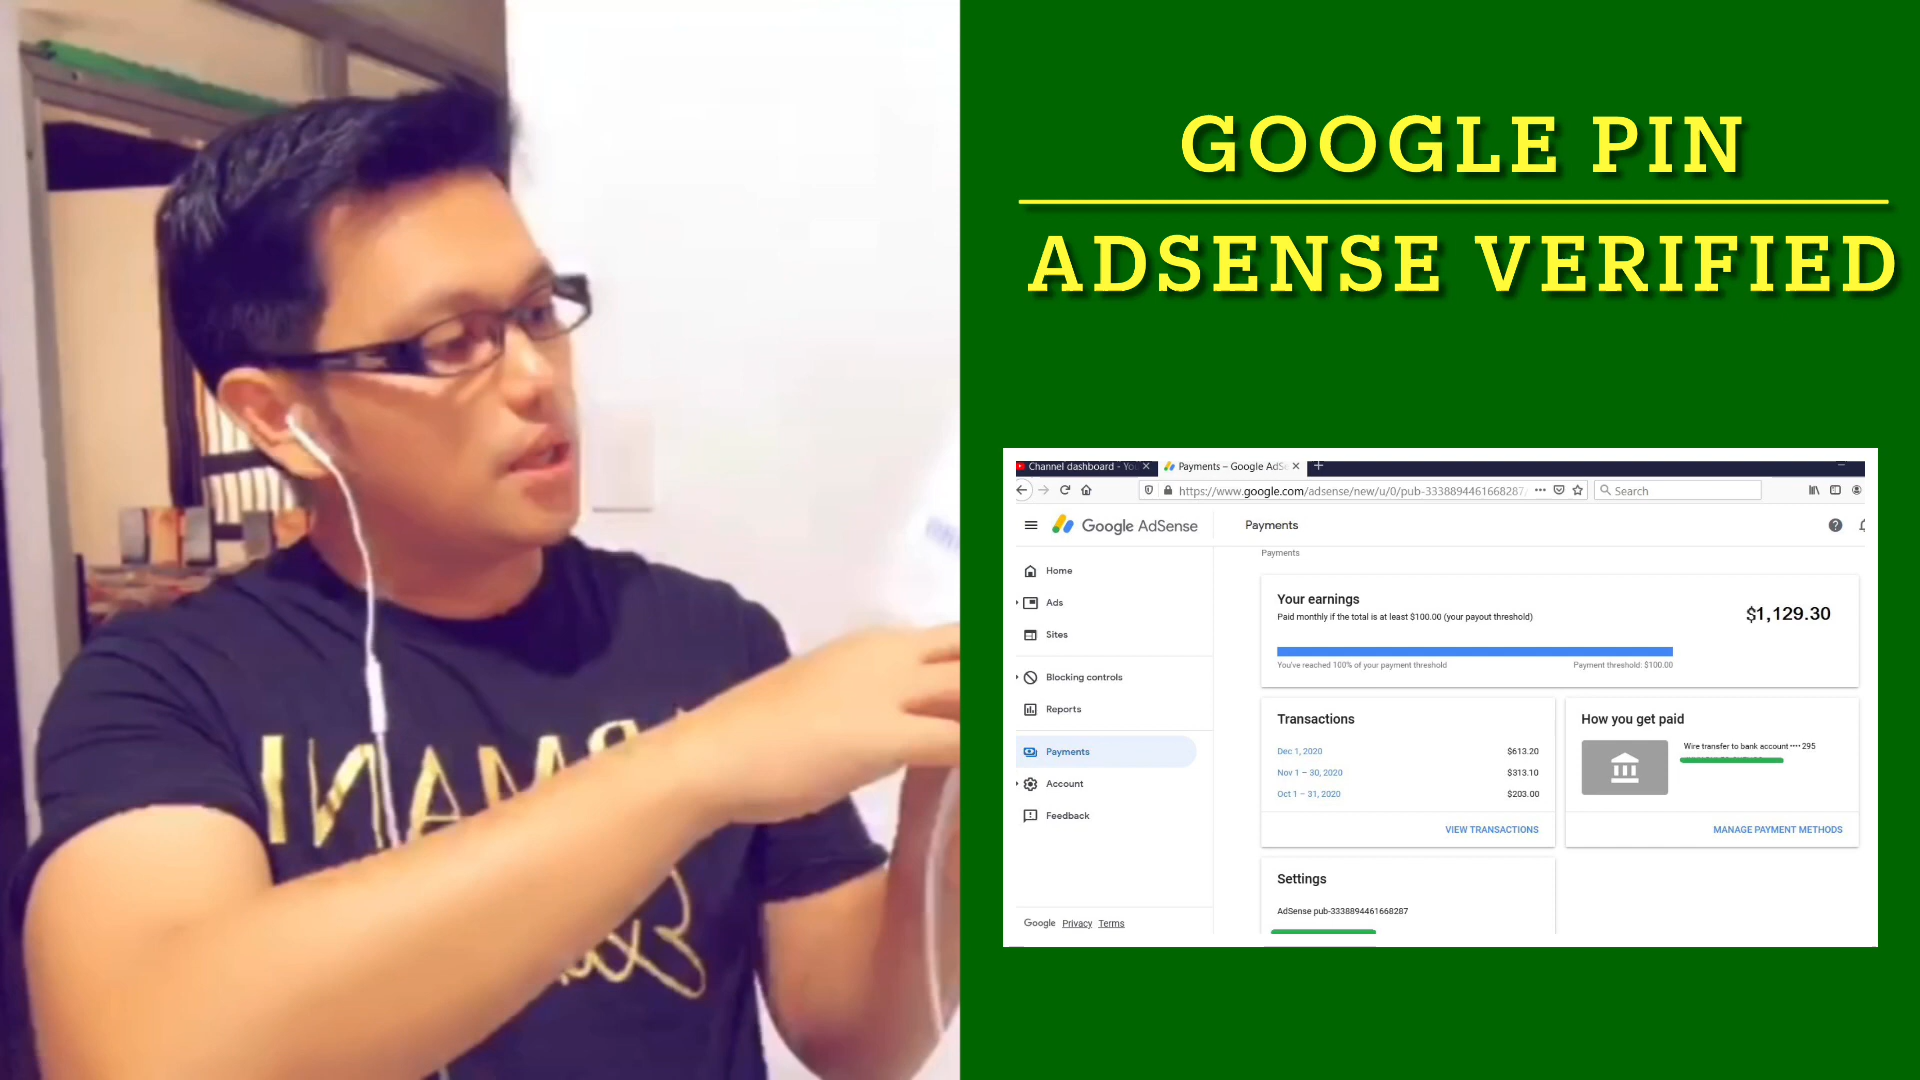 GOOGLE PIN
ADSENSE VERIFIED
Channel dashboard - Yo
Payments – Google AdS
https://www.google.com/adsense/new/u/0/pub-3338894461668287/
Search
Google AdSense
Payments
Payments
Home
Ads
Sites
Blocking controls
Reports
Payments
Account
Feedback
Google Privacy Terms
Your earnings
Paid monthly if the total is at least $100.00 (your payout threshold)
$1,129.30
You've reached 100% of your payment threshold
Payment threshold: $100.00
Transactions
Dec 1, 2020 $613.20
Nov 1 – 30, 2020 $313.10
Oct 1 – 31, 2020 $203.00
VIEW TRANSACTIONS
How you get paid
Wire transfer to bank account •••• 295
MANAGE PAYMENT METHODS
Settings
AdSense pub-3338894461668287